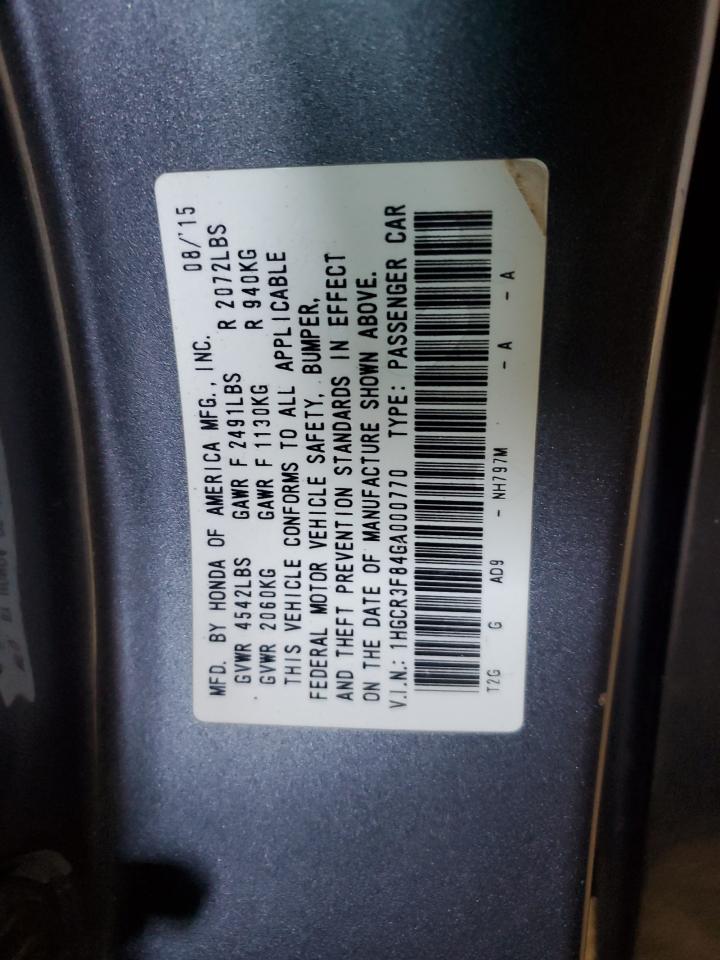 MFD. BY HONDA OF AMERICA MFG., INC. 08/'15
GVWR 4542LBS GAWR F 2491LBS R 2072LBS
GVWR 2060KG GAWR F 1130KG R 940KG
THIS VEHICLE CONFORMS TO ALL APPLICABLE
FEDERAL MOTOR VEHICLE SAFETY, BUMPER,
AND THEFT PREVENTION STANDARDS IN EFFECT
ON THE DATE OF MANUFACTURE SHOWN ABOVE.
V.I.N.: 1HGCR3F84GA000770 TYPE: PASSENGER CAR
T2G G AD9 - NH797M - A - A